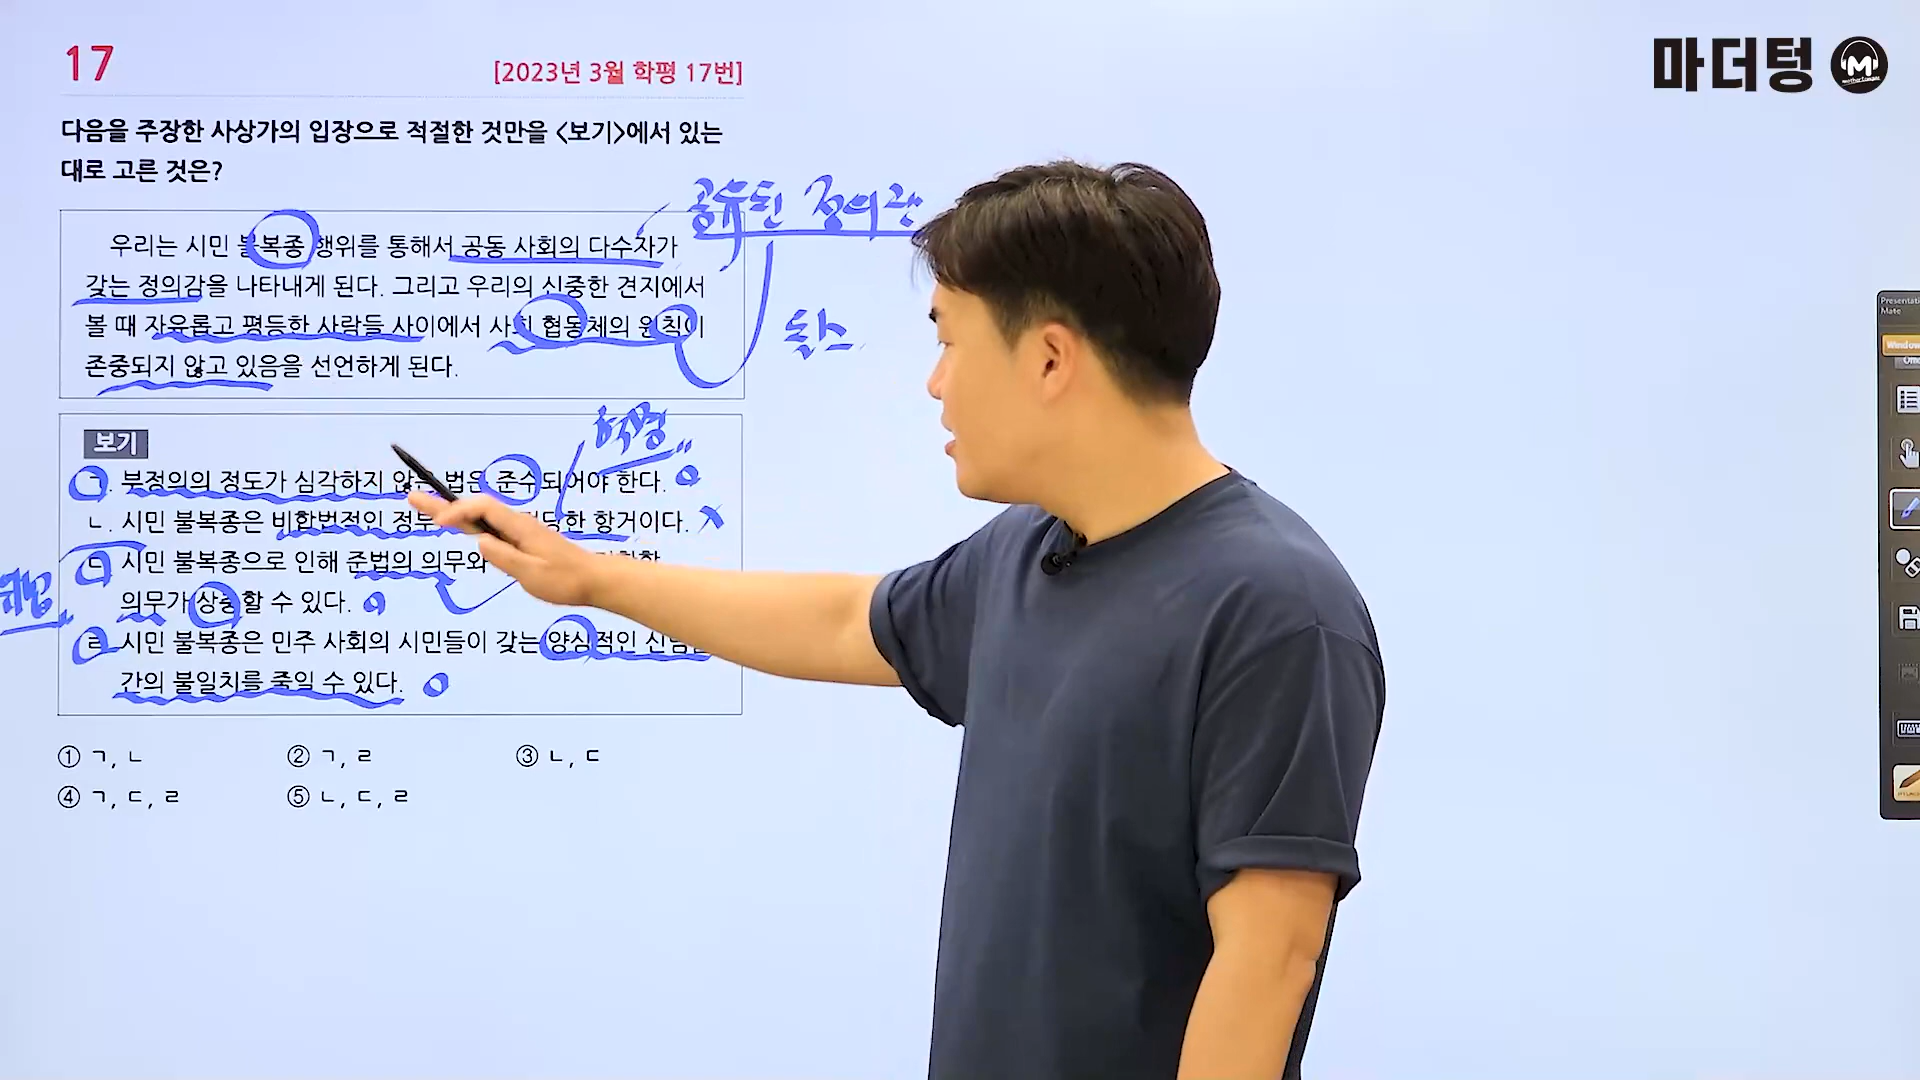 17
[2023년 3월 학평 17번]
마더텅
다음을 주장한 사상가의 입장으로 적절한 것만을 <보기>에서 있는
대로 고른 것은?
공유된 정의관
우리는 시민 불복종 행위를 통해서 공동 사회의 다수자가
갖는 정의감을 나타내게 된다. 그리고 우리의 신중한 견지에서
볼 때 자유롭고 평등한 사람들 사이에서 사회 협동체의 원칙이
롤스
존중되지 않고 있음을 선언하게 된다.
혁명
보기
ㄱ. 부정의의 정도가 심각하지 않은 법은 준수되어야 한다.
ㄴ. 시민 불복종은 비합법적인 정부 항거이다.
ㄷ. 시민 불복종으로 인해 준법의 의무와
의무가 상충할 수 있다.
ㄹ. 시민 불복종은 민주 사회의 시민들이 갖는 양심적인
간의 불일치를 줄일 수 있다.
① ㄱ, ㄴ
② ㄱ, ㄹ
③ ㄴ, ㄷ
④ ㄱ, ㄷ, ㄹ
⑤ ㄴ, ㄷ, ㄹ
Presentation
Mate
Window